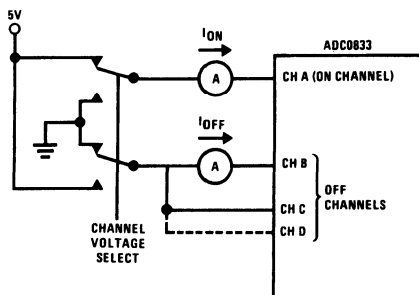 5V
ION
ADC0833
A
CH A (ON CHANNEL)
IOFF
A
CH B
OFF
CHANNELS
CH C
CH D
CHANNEL
VOLTAGE
SELECT